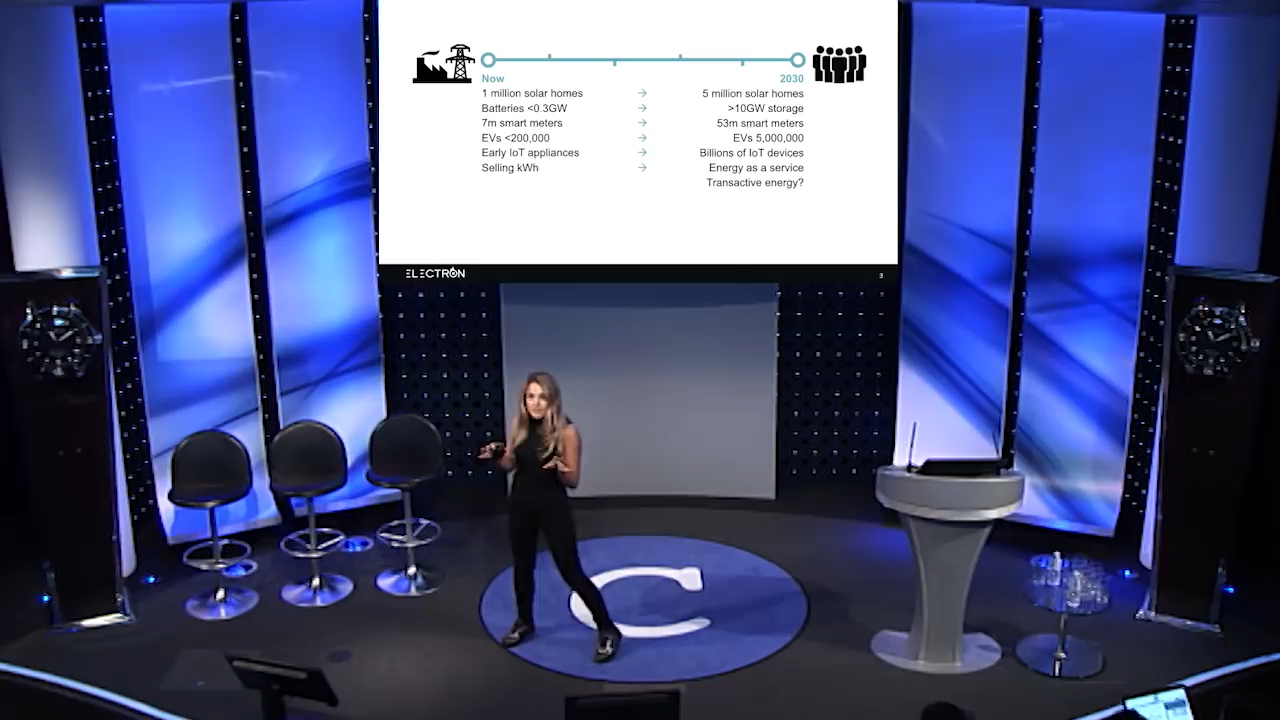 Now 2030
1 million solar homes → 5 million solar homes
Batteries <0.3GW → >10GW storage
7m smart meters → 53m smart meters
EVs <200,000 → EVs 5,000,000
Early IoT appliances → Billions of IoT devices
Selling kWh → Energy as a service
Transactive energy?
ELECTRON 3
C